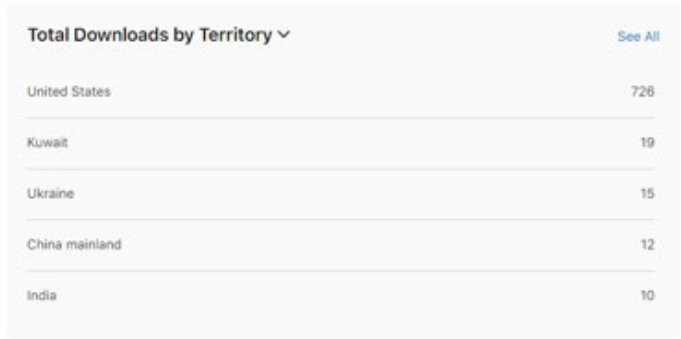 Total Downloads by Territory
See All
United States 726
Kuwait 19
Ukraine 15
China mainland 12
India 10